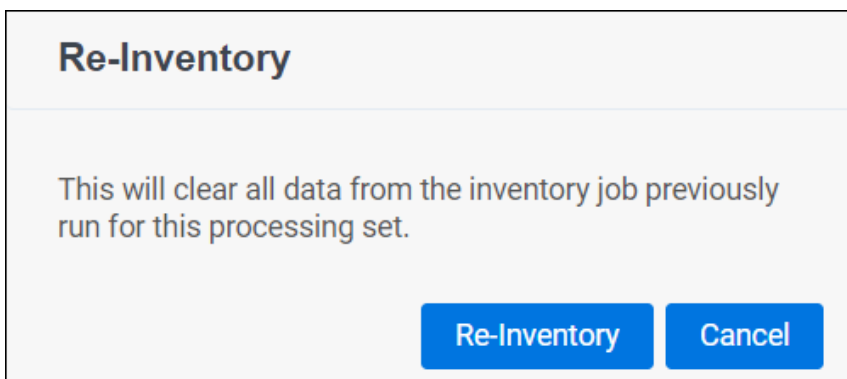 Re-Inventory
This will clear all data from the inventory job previously
run for this processing set.
Re-Inventory Cancel